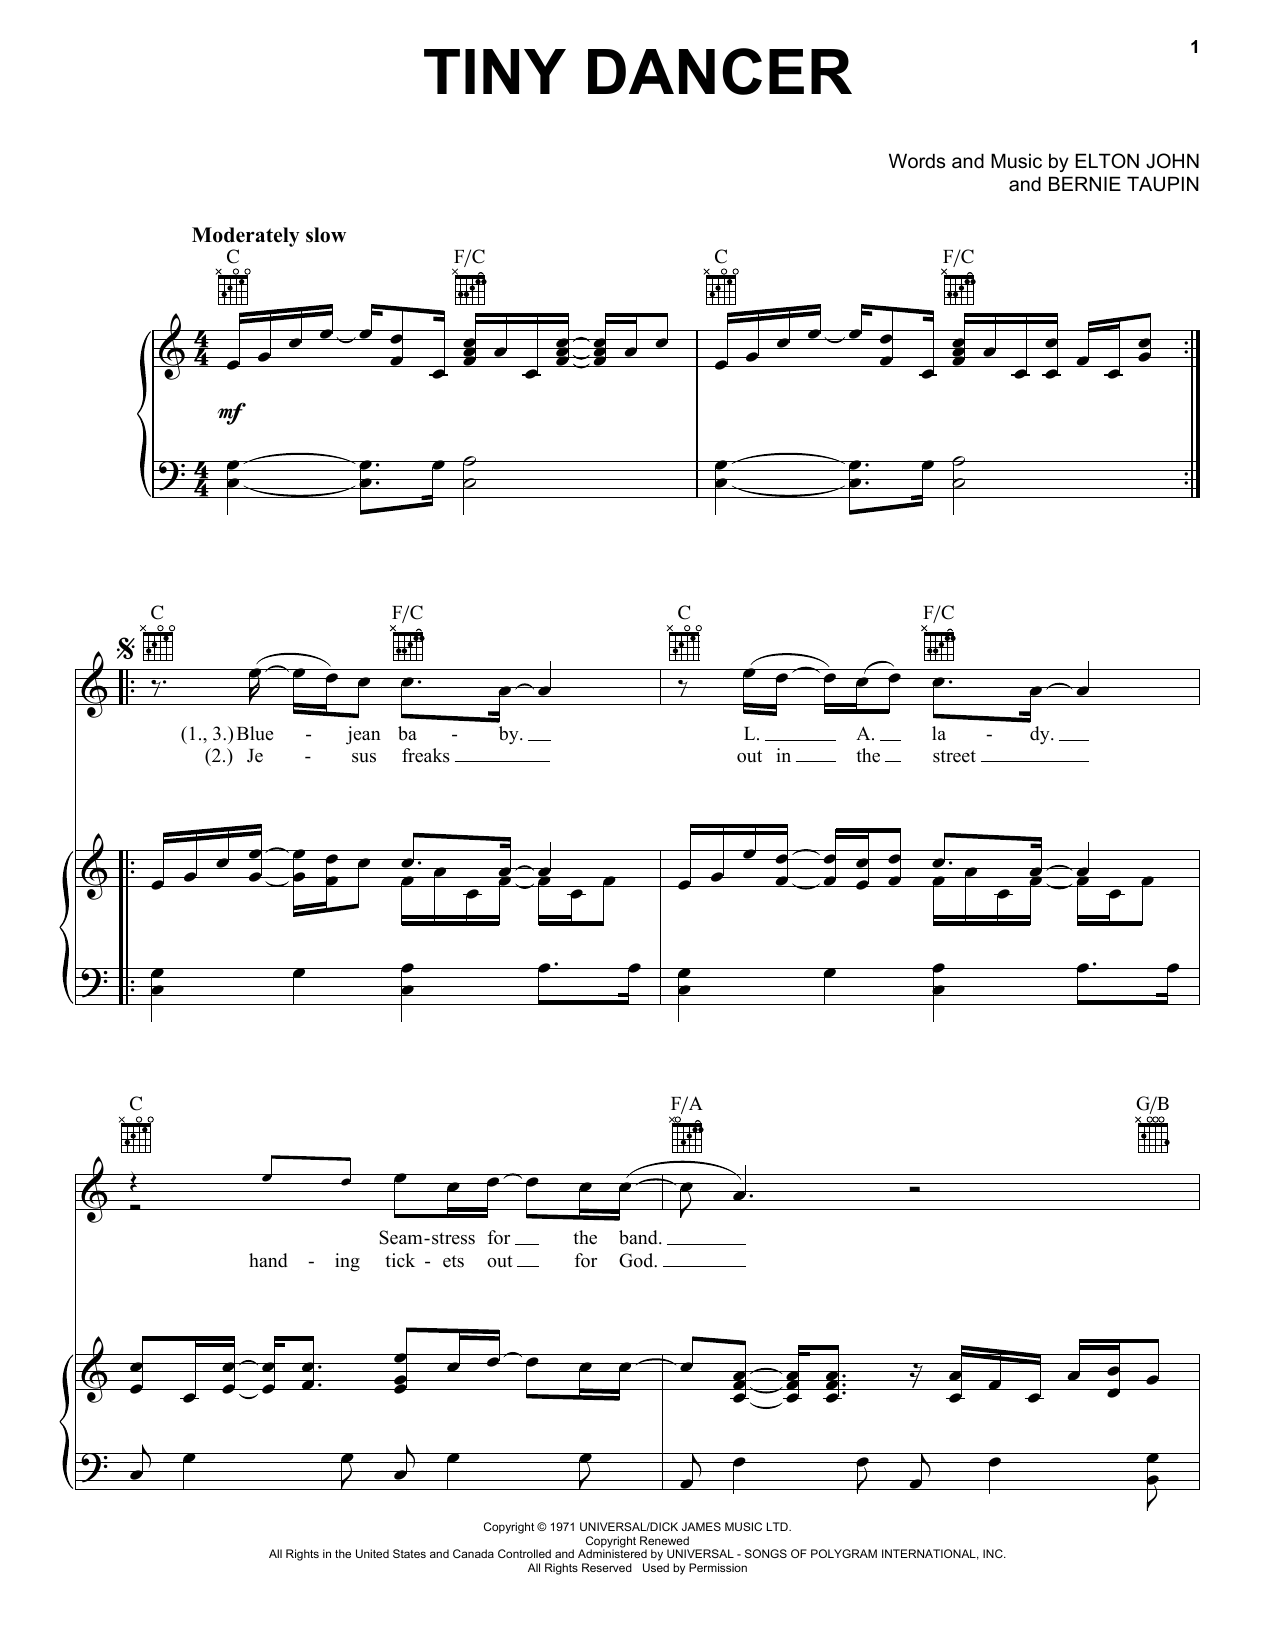 TINY DANCER
1
Words and Music by ELTON JOHN
and BERNIE TAUPIN
Moderately slow
C F/C C F/C
4/4
mf
4/4
C F/C C F/C
(1., 3.) Blue - jean ba - by. L. A. la - dy.
(2.) Je - sus freaks out in the street
C F/A G/B
Seam-stress for the band.
hand - ing tick - ets out for God.
Copyright © 1971 UNIVERSAL/DICK JAMES MUSIC LTD.
Copyright Renewed
All Rights in the United States and Canada Controlled and Administered by UNIVERSAL - SONGS OF POLYGRAM INTERNATIONAL, INC.
All Rights Reserved Used by Permission